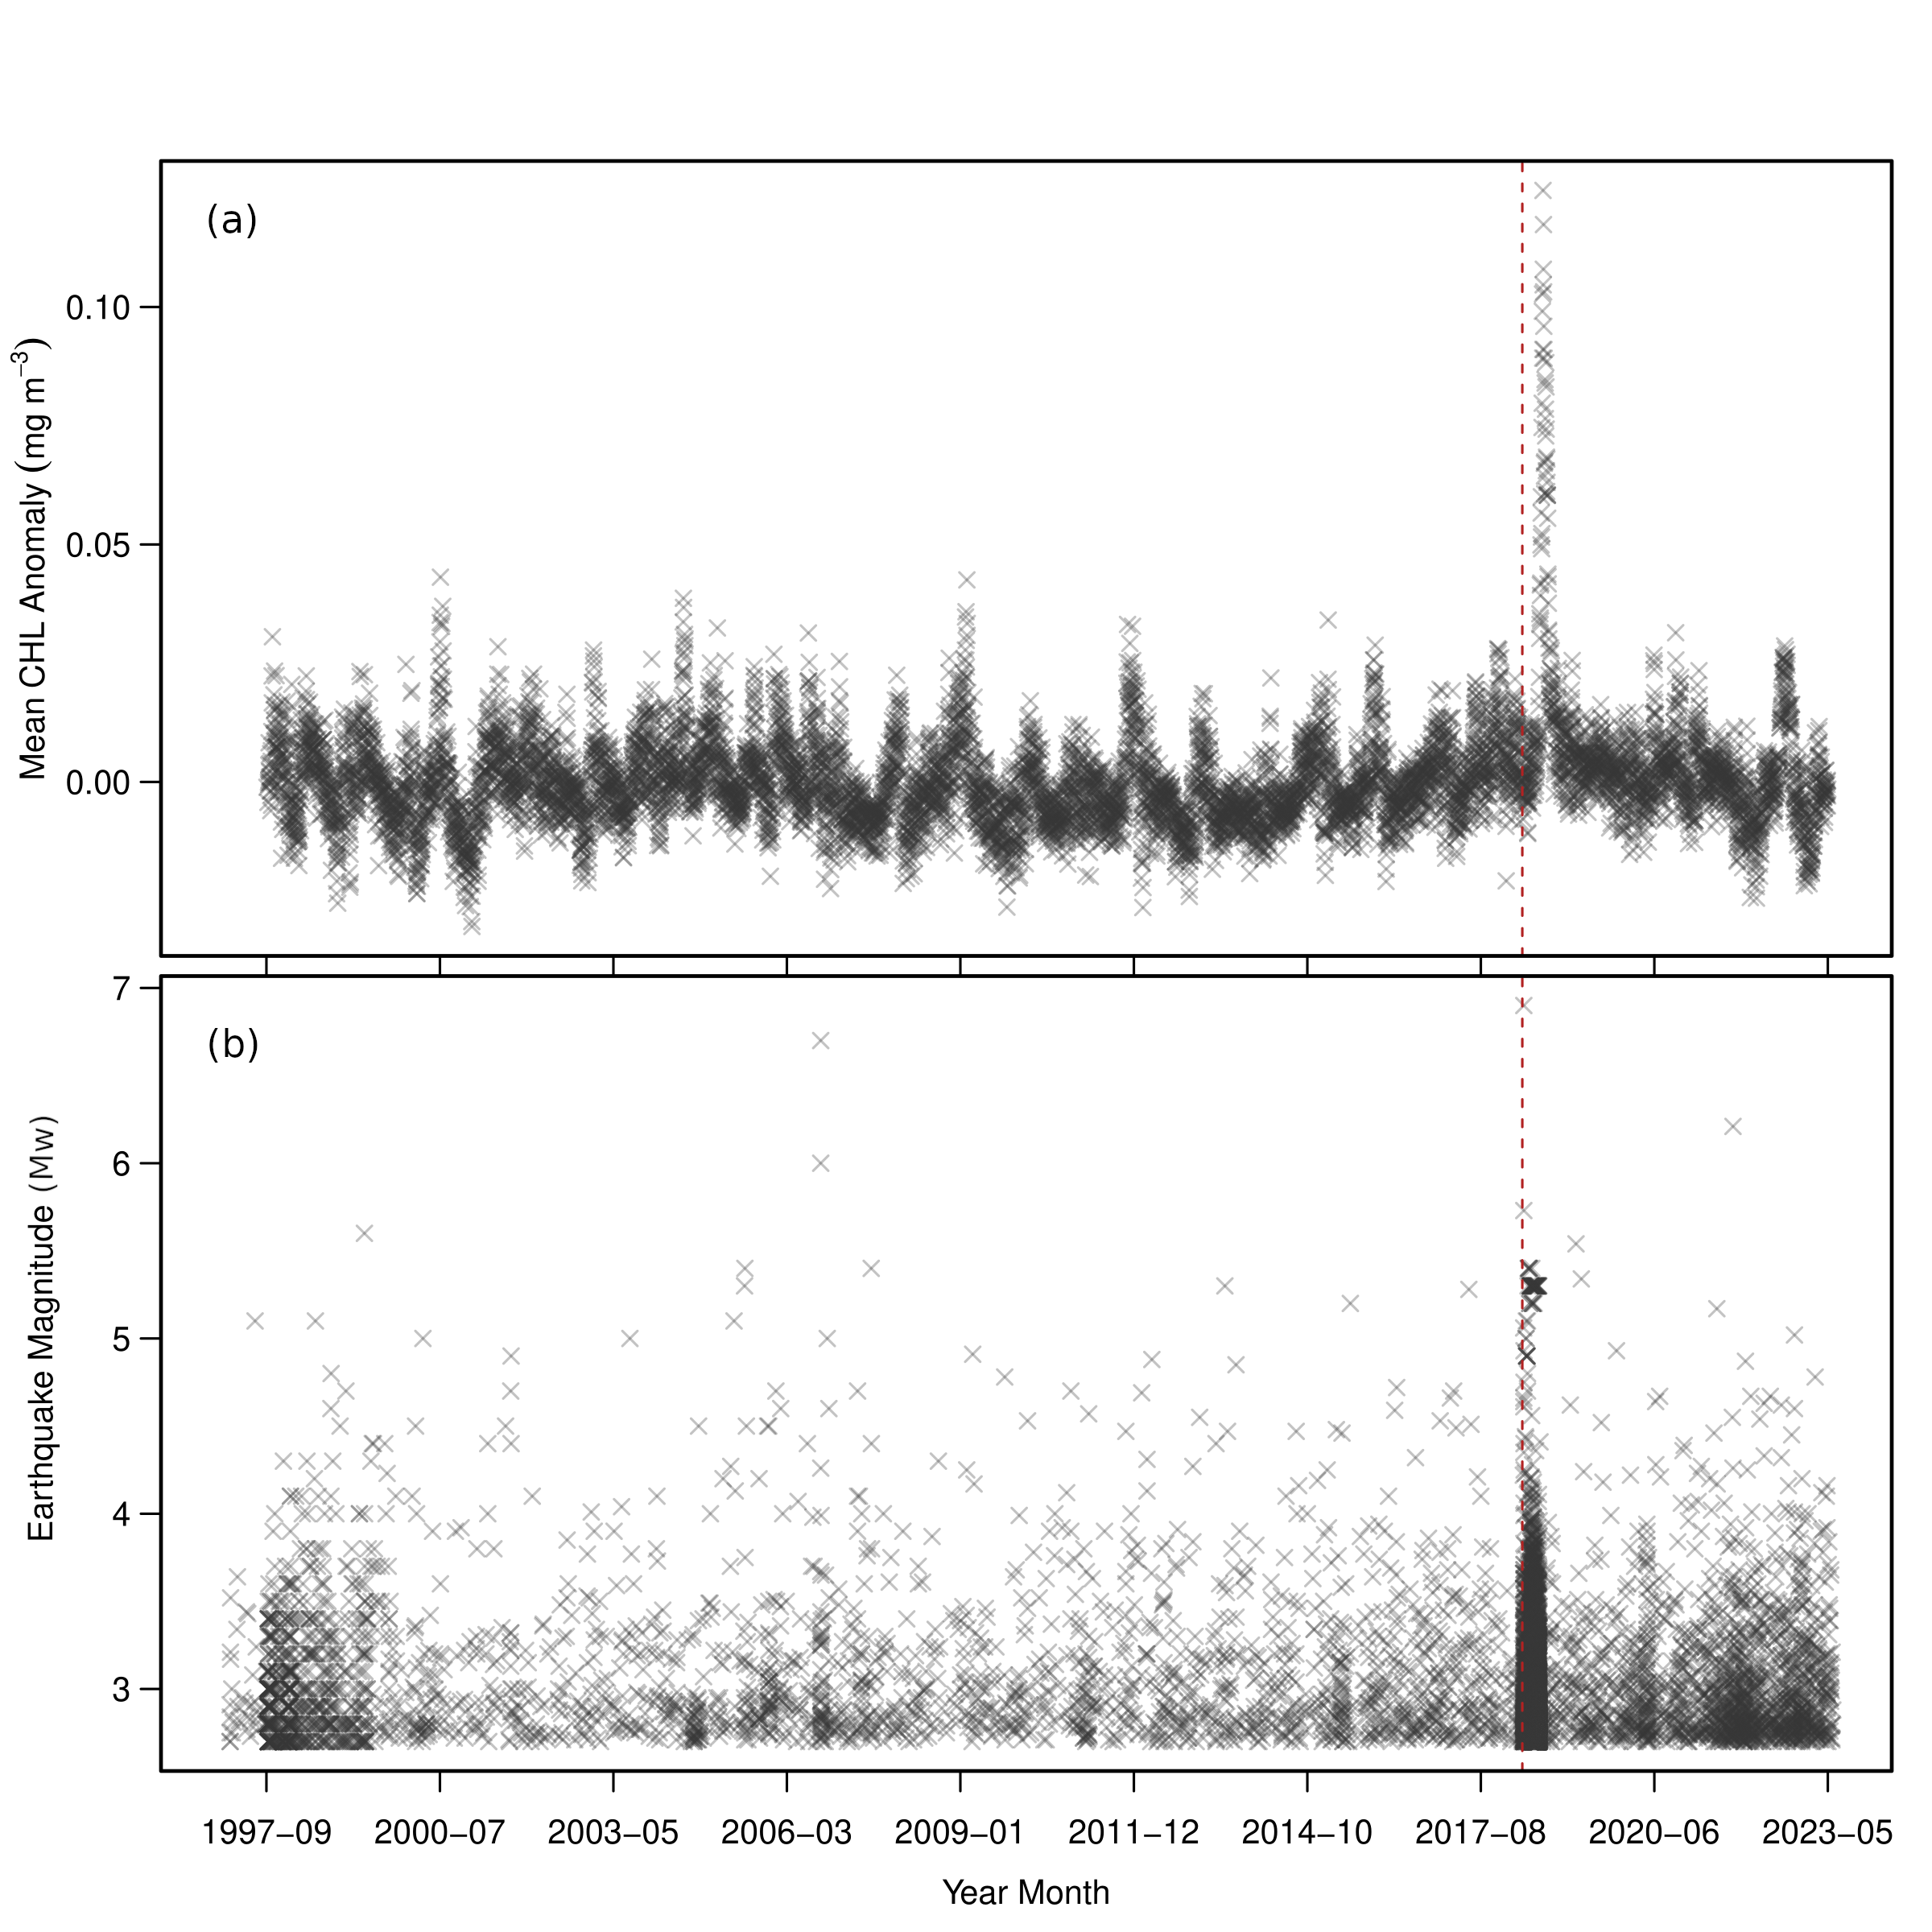 (a)
0.10
0.05
0.00
Mean CHL Anomaly (mg m⁻³)
(b)
7
6
5
4
3
Earthquake Magnitude (Mw)
1997−09 2000−07 2003−05 2006−03 2009−01 2011−12 2014−10 2017−08 2020−06 2023−05
Year Month